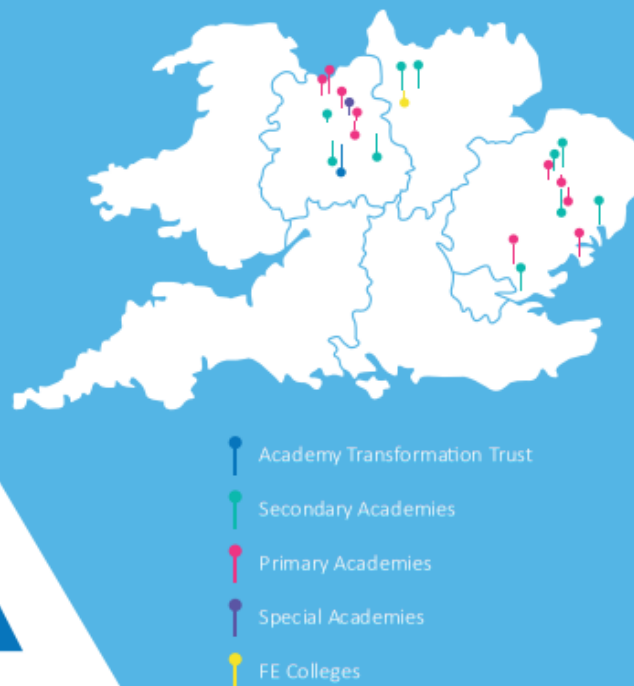 Academy Transformation Trust
Secondary Academies
Primary Academies
Special Academies
FE Colleges